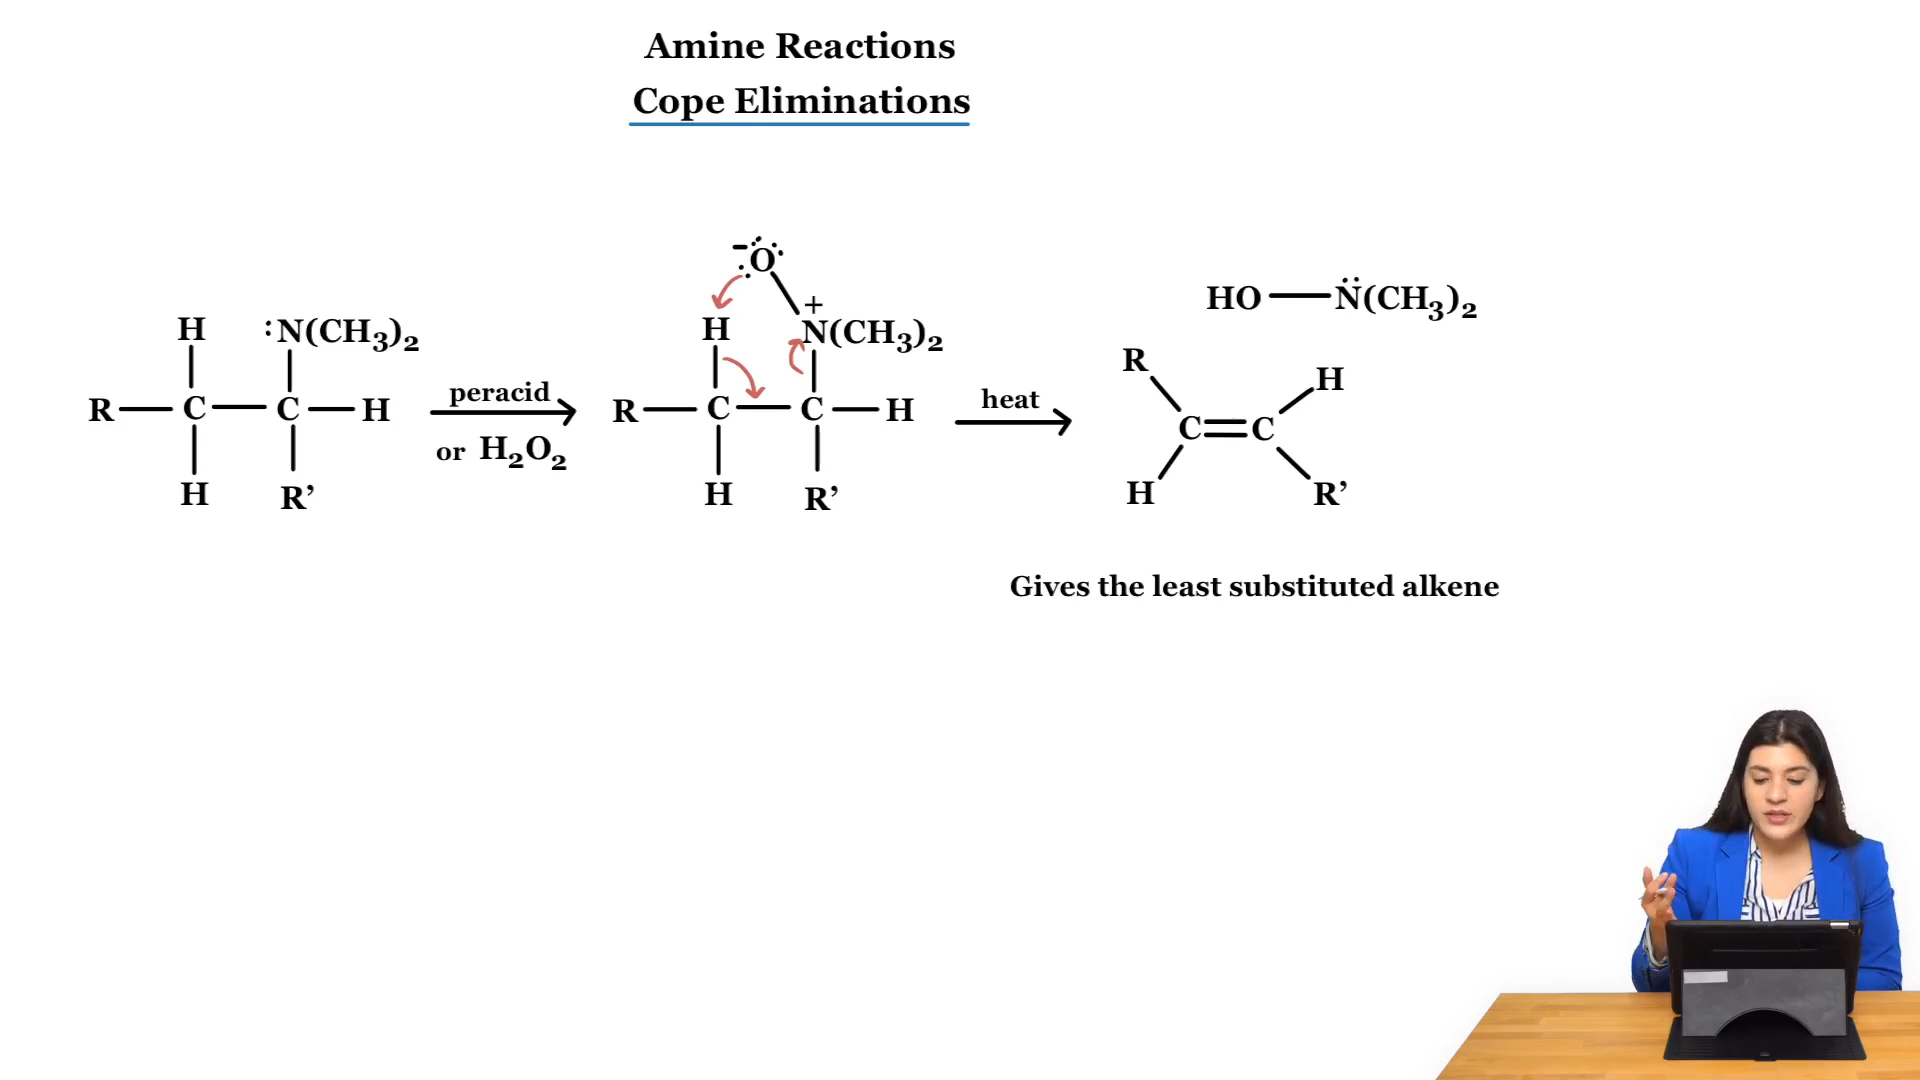 Amine Reactions
Cope Eliminations
H :N(CH₃)₂
R—C—C—H
H R’
peracid
or H₂O₂
⁻:Ö:
H N⁺(CH₃)₂
R—C—C—H
H R’
heat
HO—N̈(CH₃)₂
R H
C=C
H R’
Gives the least substituted alkene